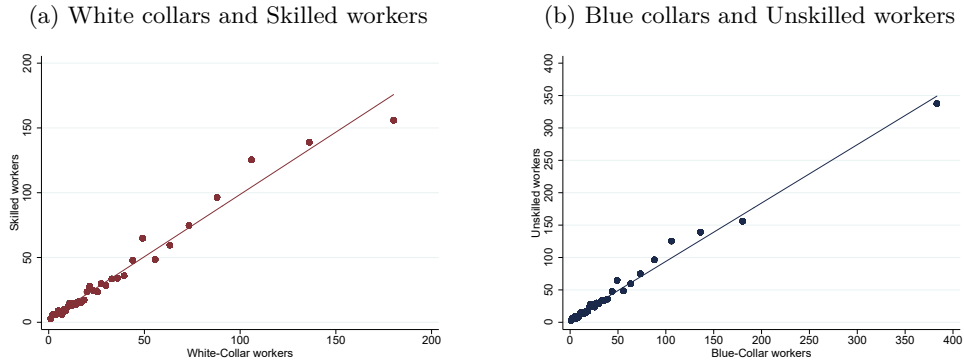 (a) White collars and Skilled workers
Skilled workers
200
150
100
50
0
0 50 100 150 200
White-Collar workers
(b) Blue collars and Unskilled workers
Unskilled workers
400
350
300
250
200
150
100
50
0
0 50 100 150 200 250 300 350 400
Blue-Collar workers